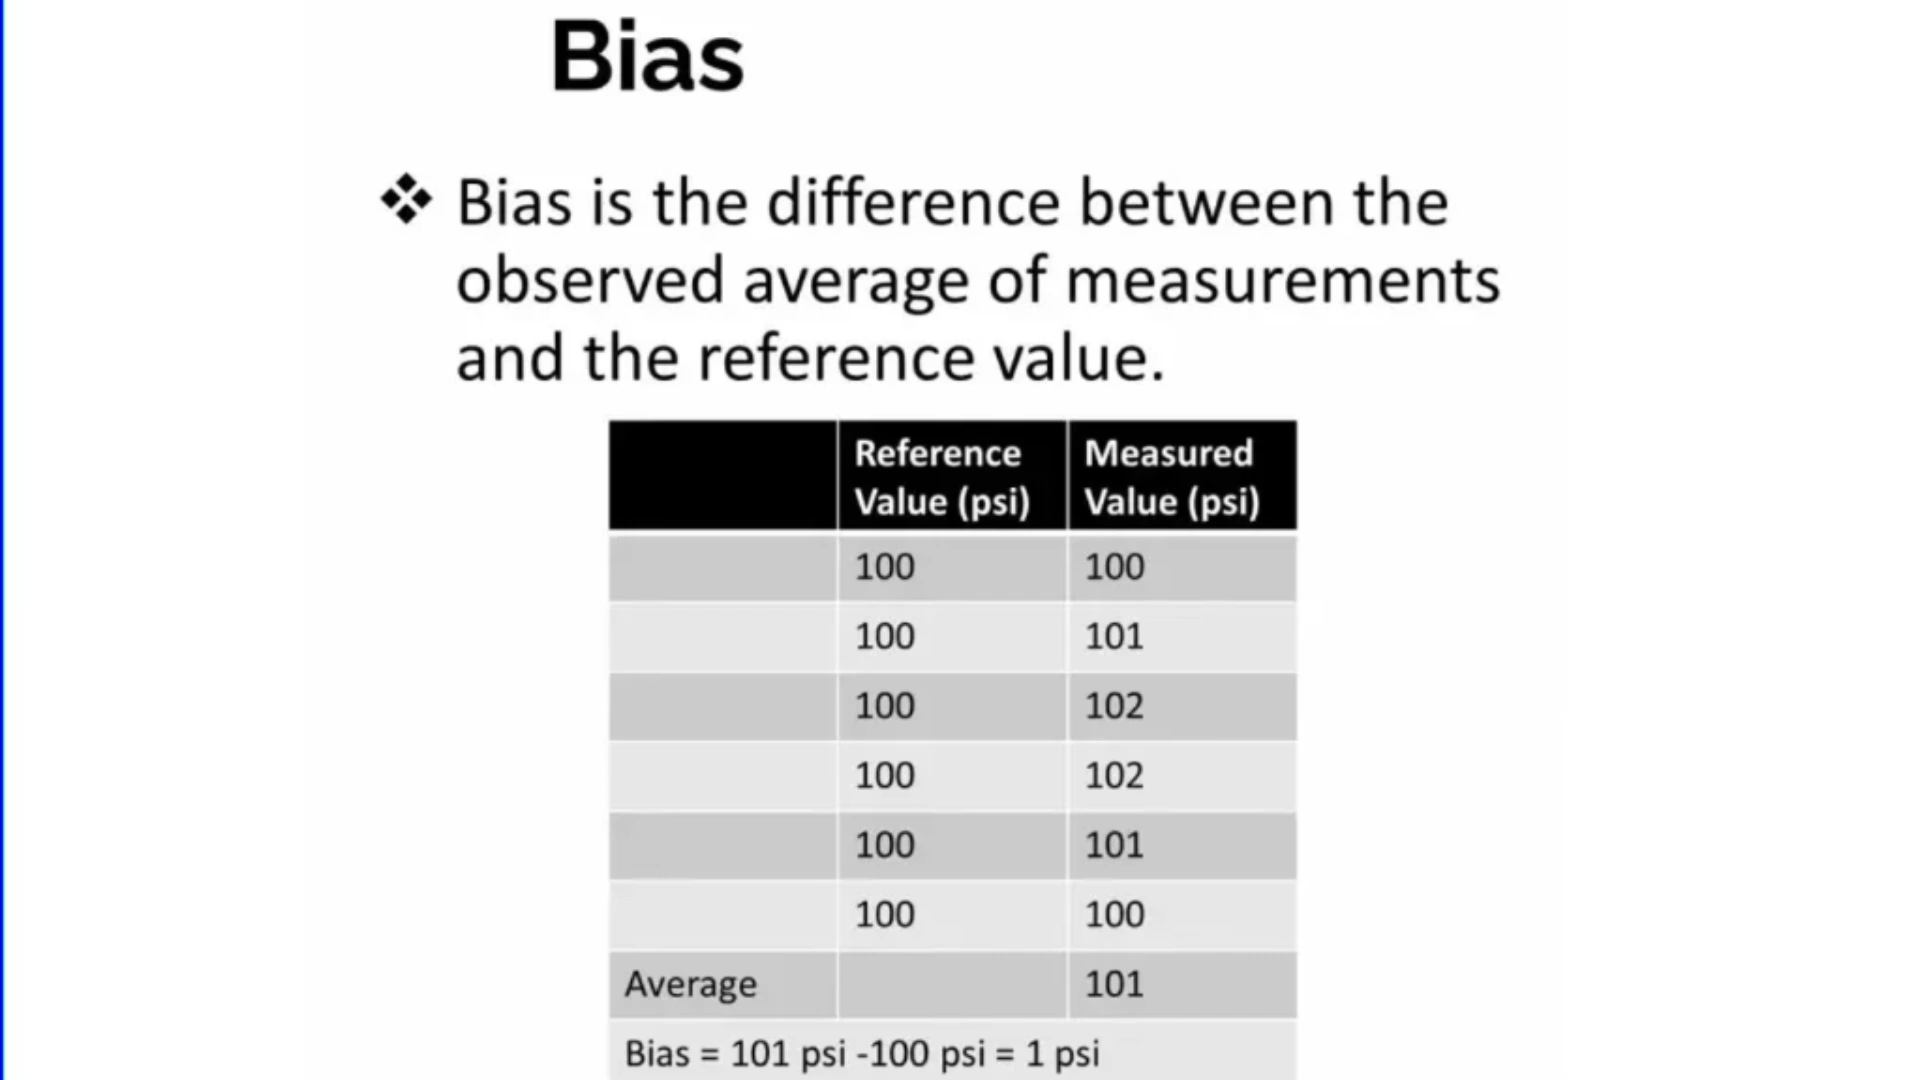 Bias
❖ Bias is the difference between the
observed average of measurements
and the reference value.
Reference Value (psi) Measured Value (psi)
100 100
100 101
100 102
100 102
100 101
100 100
Average 101
Bias = 101 psi -100 psi = 1 psi